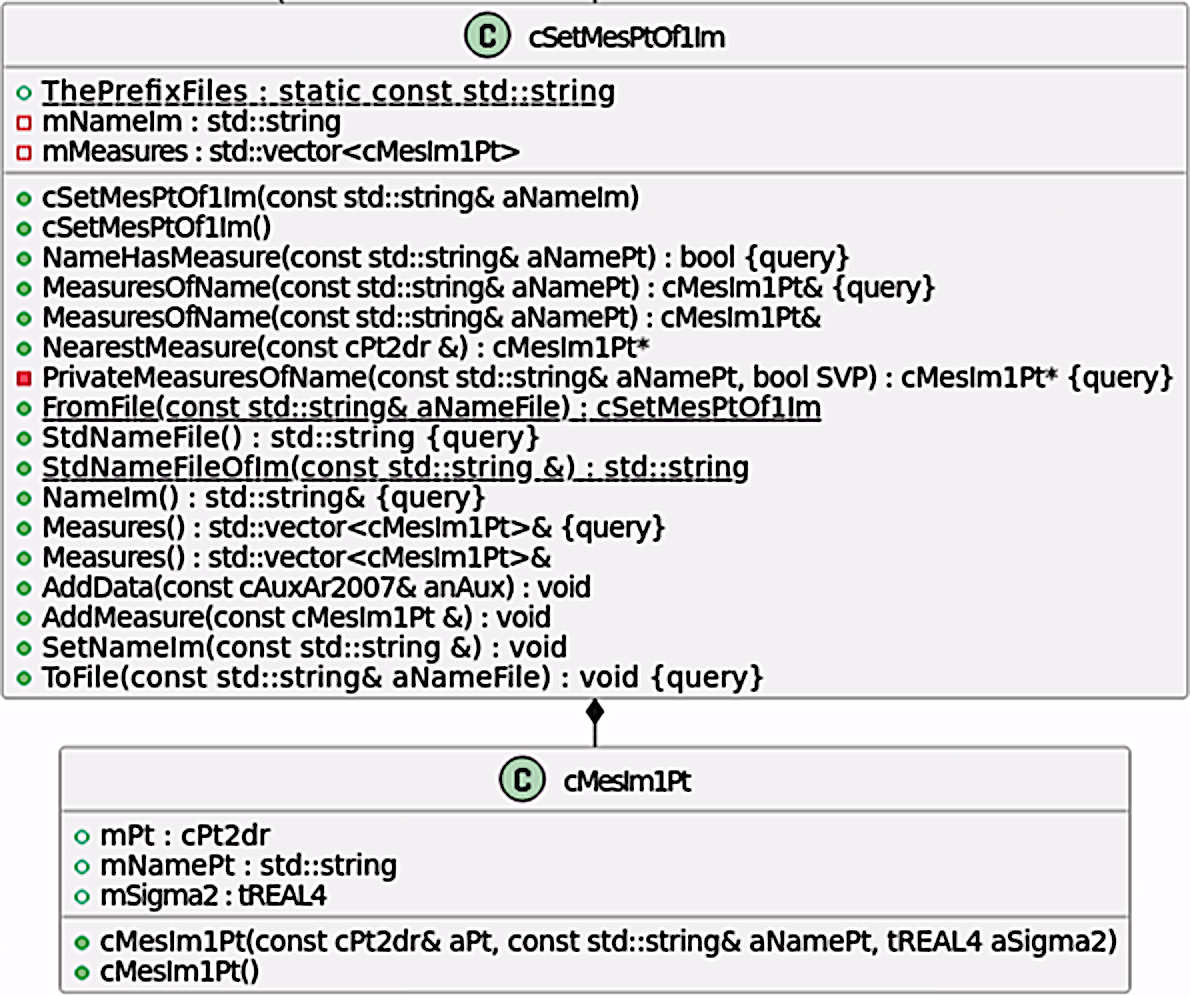 C cSetMesPtOf1Im
ThePrefixFiles : static const std::string
mNameIm : std::string
mMeasures : std::vector<cMesIm1Pt>
cSetMesPtOf1Im(const std::string& aNameIm)
cSetMesPtOf1Im()
NameHasMeasure(const std::string& aNamePt) : bool {query}
MeasuresOfName(const std::string& aNamePt) : cMesIm1Pt& {query}
MeasuresOfName(const std::string& aNamePt) : cMesIm1Pt&
NearestMeasure(const cPt2dr &) : cMesIm1Pt*
PrivateMeasuresOfName(const std::string& aNamePt, bool SVP) : cMesIm1Pt* {query}
FromFile(const std::string& aNameFile) : cSetMesPtOf1Im
StdNameFile() : std::string {query}
StdNameFileOfIm(const std::string &) : std::string
NameIm() : std::string& {query}
Measures() : std::vector<cMesIm1Pt>& {query}
Measures() : std::vector<cMesIm1Pt>&
AddData(const cAuxAr2007& anAux) : void
AddMeasure(const cMesIm1Pt &) : void
SetNameIm(const std::string &) : void
ToFile(const std::string& aNameFile) : void {query}
C cMesIm1Pt
mPt : cPt2dr
mNamePt : std::string
mSigma2 : tREAL4
cMesIm1Pt(const cPt2dr& aPt, const std::string& aNamePt, tREAL4 aSigma2)
cMesIm1Pt()